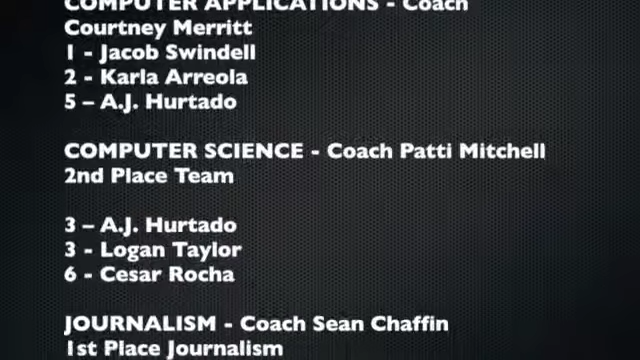 COMPUTER APPLICATIONS - Coach
Courtney Merritt
1 - Jacob Swindell
2 - Karla Arreola
5 – A.J. Hurtado
COMPUTER SCIENCE - Coach Patti Mitchell
2nd Place Team
3 – A.J. Hurtado
3 - Logan Taylor
6 - Cesar Rocha
JOURNALISM - Coach Sean Chaffin
1st Place Journalism